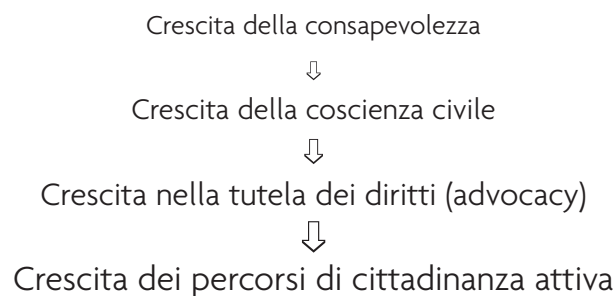 Crescita della consapevolezza
⇩
Crescita della coscienza civile
⇩
Crescita nella tutela dei diritti (advocacy)
⇩
Crescita dei percorsi di cittadinanza attiva